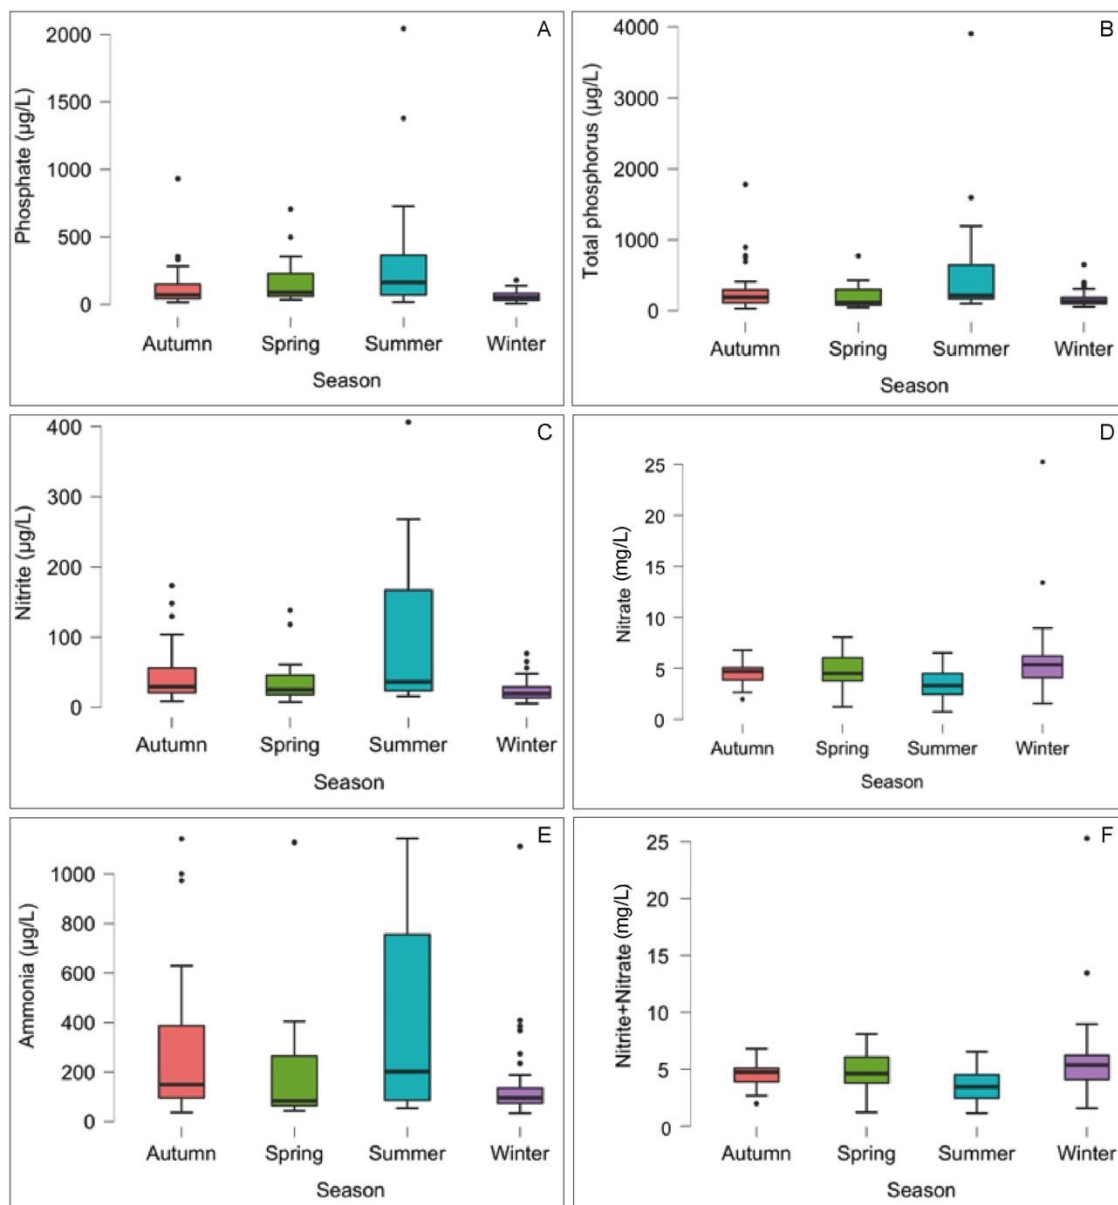 A
Phosphate (µg/L)
2000
1500
1000
500
0
Autumn Spring Summer Winter
Season
B
Total phosphorus (µg/L)
4000
3000
2000
1000
0
Autumn Spring Summer Winter
Season
C
Nitrite (µg/L)
400
300
200
100
0
Autumn Spring Summer Winter
Season
D
Nitrate (mg/L)
25
20
15
10
5
0
Autumn Spring Summer Winter
Season
E
Ammonia (µg/L)
1000
800
600
400
200
0
Autumn Spring Summer Winter
Season
F
Nitrite+Nitrate (mg/L)
25
20
15
10
5
0
Autumn Spring Summer Winter
Season